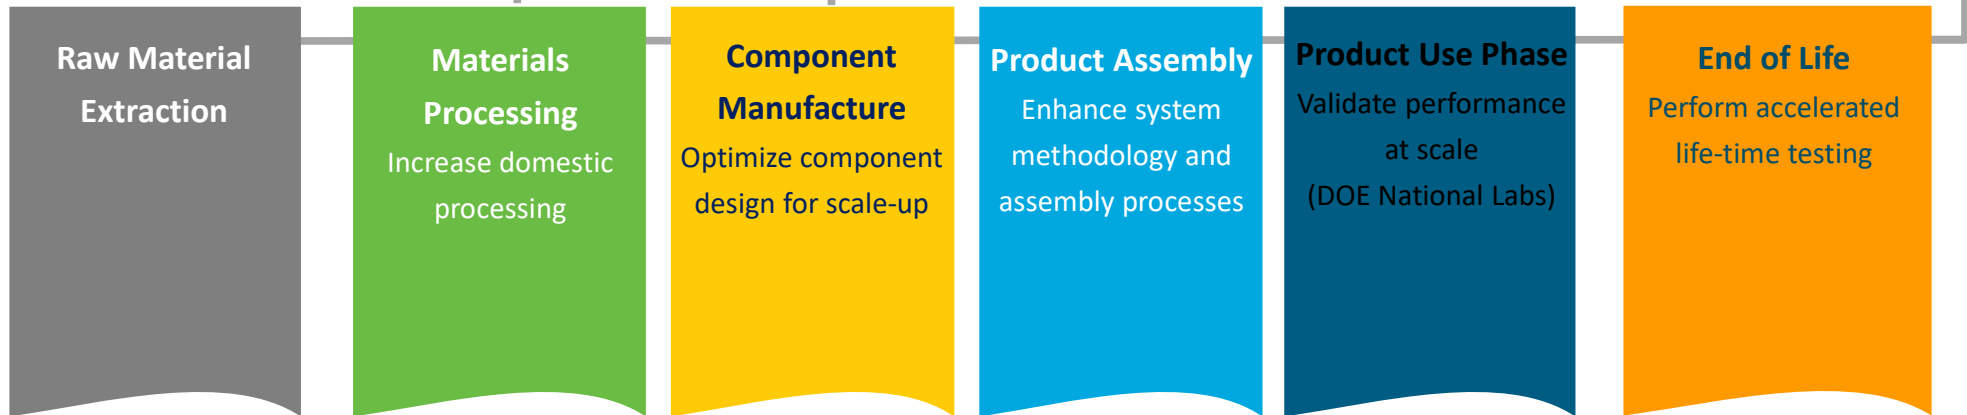 Raw Material
Extraction
Materials
Processing
Increase domestic
processing
Component
Manufacture
Optimize component
design for scale-up
Product Assembly
Enhance system
methodology and
assembly processes
Product Use Phase
Validate performance
at scale
(DOE National Labs)
End of Life
Perform accelerated
life-time testing